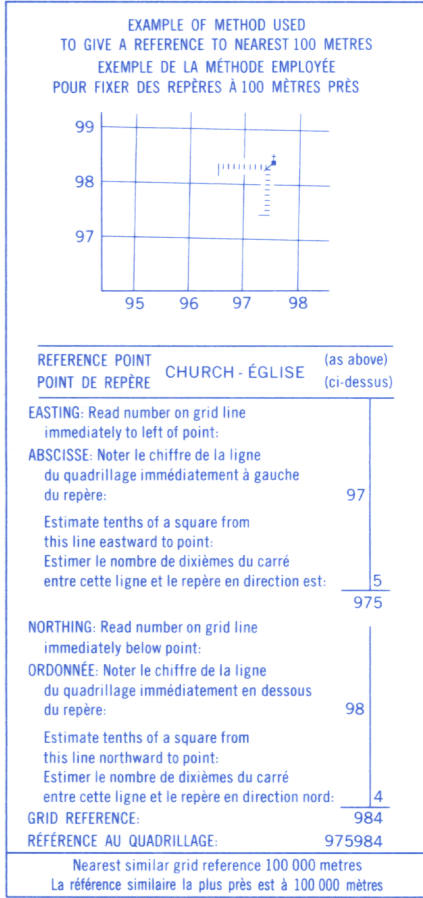 EXAMPLE OF METHOD USED
TO GIVE A REFERENCE TO NEAREST 100 METRES
EXEMPLE DE LA MÉTHODE EMPLOYÉE
POUR FIXER DES REPÈRES À 100 MÈTRES PRÈS
99
98
97
95 96 97 98
REFERENCE POINT
POINT DE REPÈRE
CHURCH - ÉGLISE
(as above)
(ci-dessus)
EASTING: Read number on grid line
immediately to left of point:
ABSCISSE: Noter le chiffre de la ligne
du quadrillage immédiatement à gauche
du repère: 97
Estimate tenths of a square from
this line eastward to point:
Estimer le nombre de dixièmes du carré
entre cette ligne et le repère en direction est: 5
975
NORTHING: Read number on grid line
immediately below point:
ORDONNÉE: Noter le chiffre de la ligne
du quadrillage immédiatement en dessous
du repère: 98
Estimate tenths of a square from
this line northward to point:
Estimer le nombre de dixièmes du carré
entre cette ligne et le repère en direction nord: 4
GRID REFERENCE: 984
RÉFÉRENCE AU QUADRILLAGE: 975984
Nearest similar grid reference 100 000 metres
La référence similaire la plus près est à 100 000 mètres